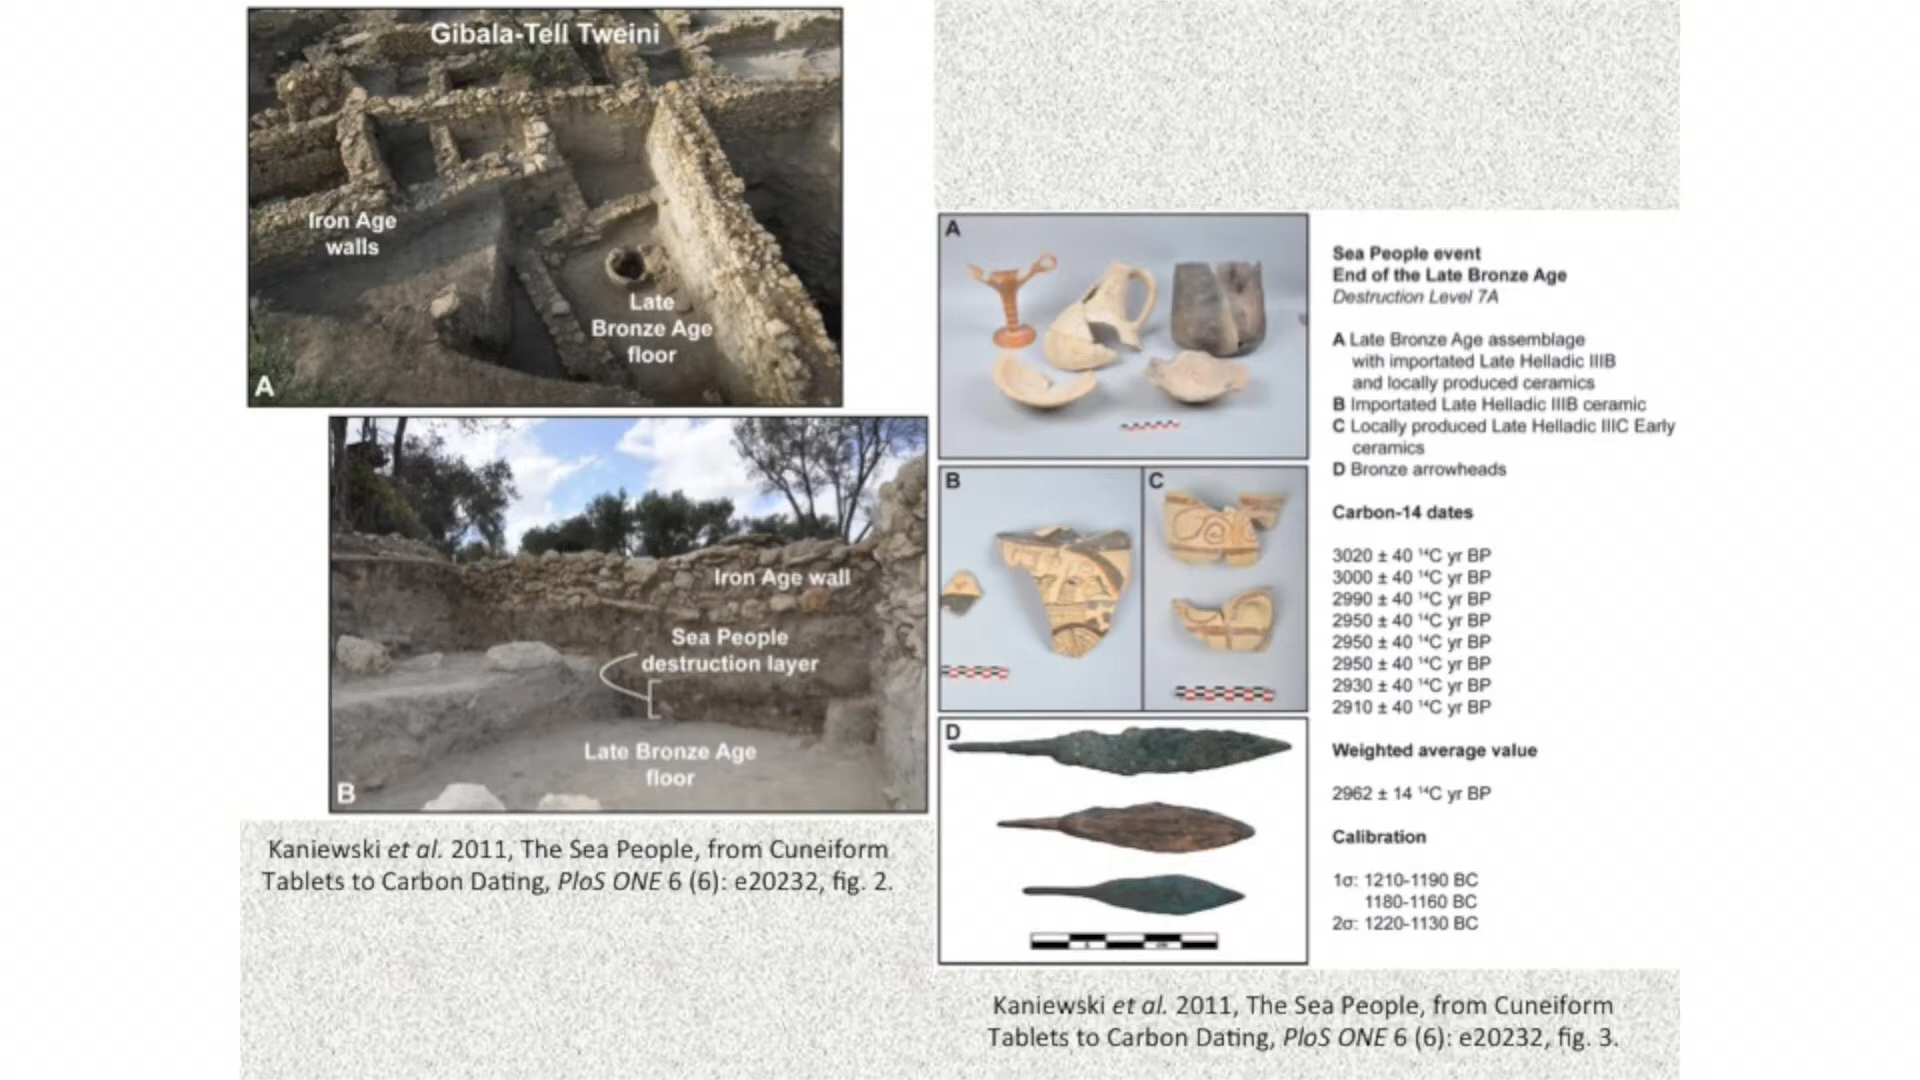 Gibala-Tell Tweini
Iron Age
walls
Late
Bronze Age
floor
A
Iron Age wall
Sea People
destruction layer
Late Bronze Age
floor
B
Kaniewski et al. 2011, The Sea People, from Cuneiform
Tablets to Carbon Dating, PloS ONE 6 (6): e20232, fig. 2.
A
B
C
D
Sea People event
End of the Late Bronze Age
Destruction Level 7A
A Late Bronze Age assemblage
with importated Late Helladic IIIB
and locally produced ceramics
B Importated Late Helladic IIIB ceramic
C Locally produced Late Helladic IIIC Early
ceramics
D Bronze arrowheads
Carbon-14 dates
3020 ± 40 ¹⁴C yr BP
3000 ± 40 ¹⁴C yr BP
2990 ± 40 ¹⁴C yr BP
2950 ± 40 ¹⁴C yr BP
2950 ± 40 ¹⁴C yr BP
2950 ± 40 ¹⁴C yr BP
2930 ± 40 ¹⁴C yr BP
2910 ± 40 ¹⁴C yr BP
Weighted average value
2962 ± 14 ¹⁴C yr BP
Calibration
1σ: 1210-1190 BC
1180-1160 BC
2σ: 1220-1130 BC
Kaniewski et al. 2011, The Sea People, from Cuneiform
Tablets to Carbon Dating, PloS ONE 6 (6): e20232, fig. 3.